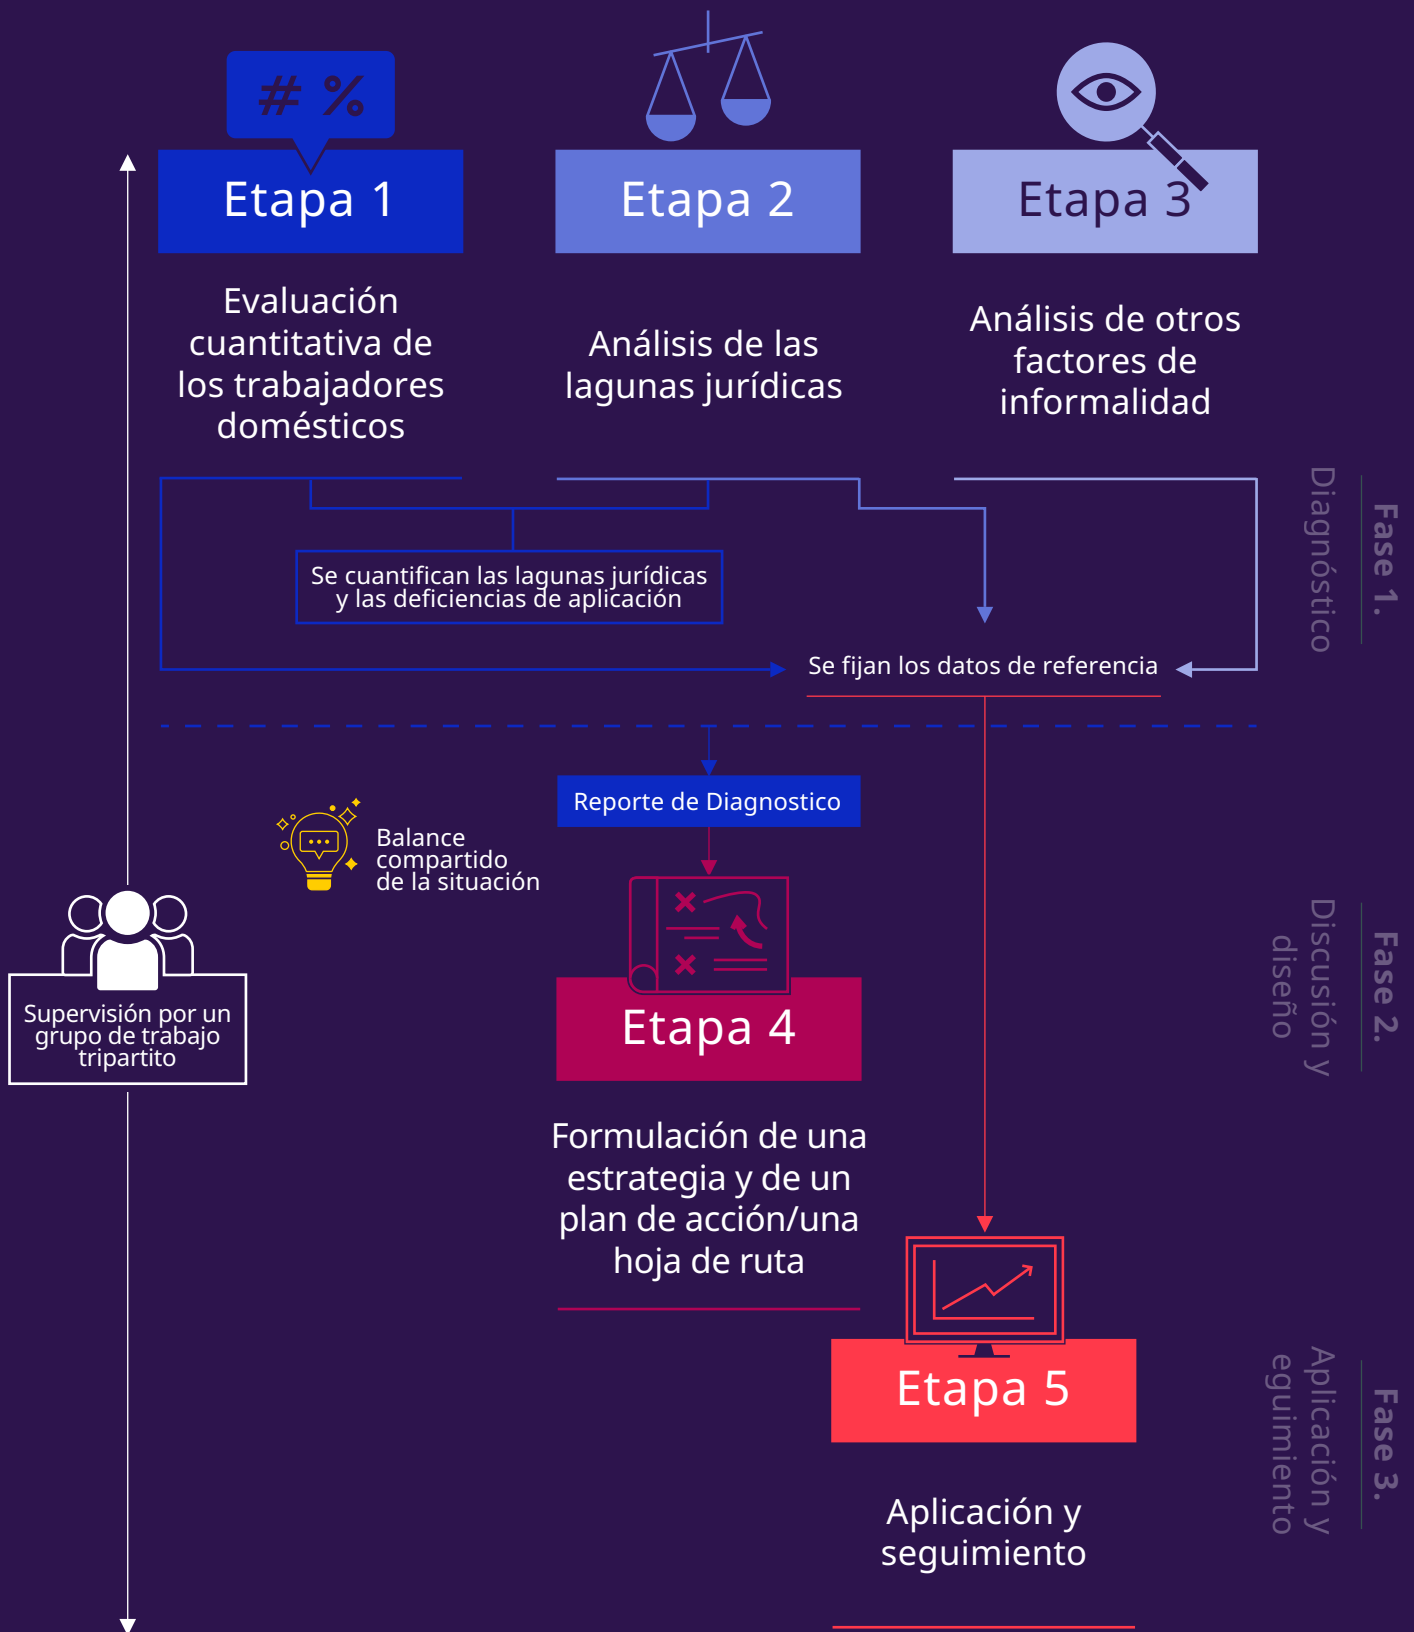 # %
Etapa 1
Etapa 2
Etapa 3
Evaluación
cuantitativa de
los trabajadores
domésticos
Análisis de las
lagunas jurídicas
Análisis de otros
factores de
informalidad
Fase 1.
Diagnóstico
Se cuantifican las lagunas jurídicas
y las deficiencias de aplicación
Se fijan los datos de referencia
Reporte de Diagnostico
Balance
compartido
de la situación
Supervisión por un
grupo de trabajo
tripartito
Fase 2.
Discusión y
diseño
Etapa 4
Formulación de una
estrategia y de un
plan de acción/una
hoja de ruta
Etapa 5
Fase 3.
Aplicación y
eguimiento
Aplicación y
seguimiento